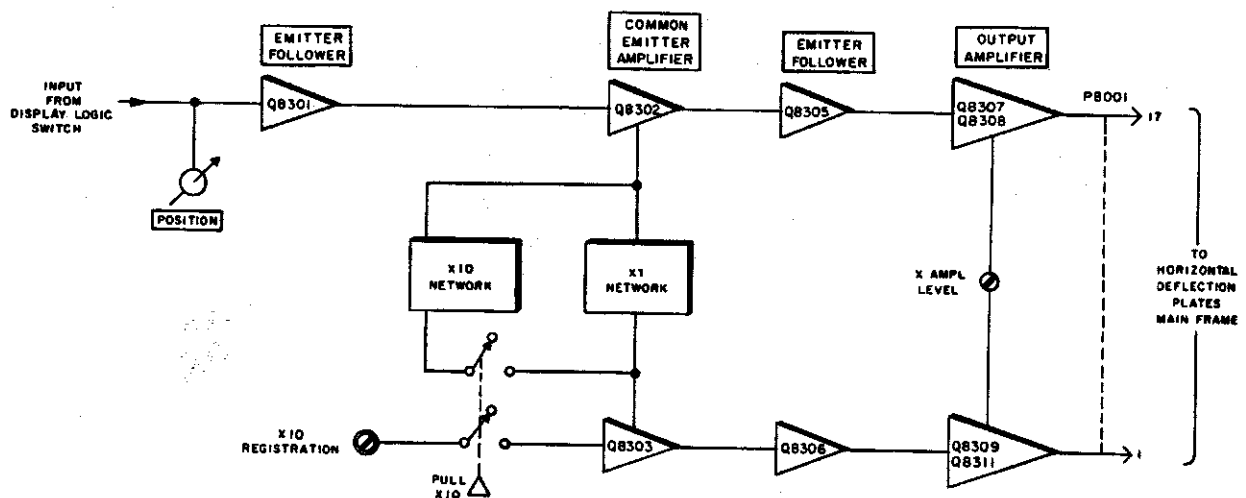 EMITTER
FOLLOWER
COMMON
EMITTER
AMPLIFIER
EMITTER
FOLLOWER
OUTPUT
AMPLIFIER
INPUT
FROM
DISPLAY LOGIC
SWITCH
Q8301
Q8302
Q8305
Q8307
Q8308
P8001
17
POSITION
X10
NETWORK
X1
NETWORK
X AMPL
LEVEL
TO
HORIZONTAL
DEFLECTION
PLATES
MAIN FRAME
X10
REGISTRATION
PULL
X10
Q8303
Q8306
Q8309
Q8311
1